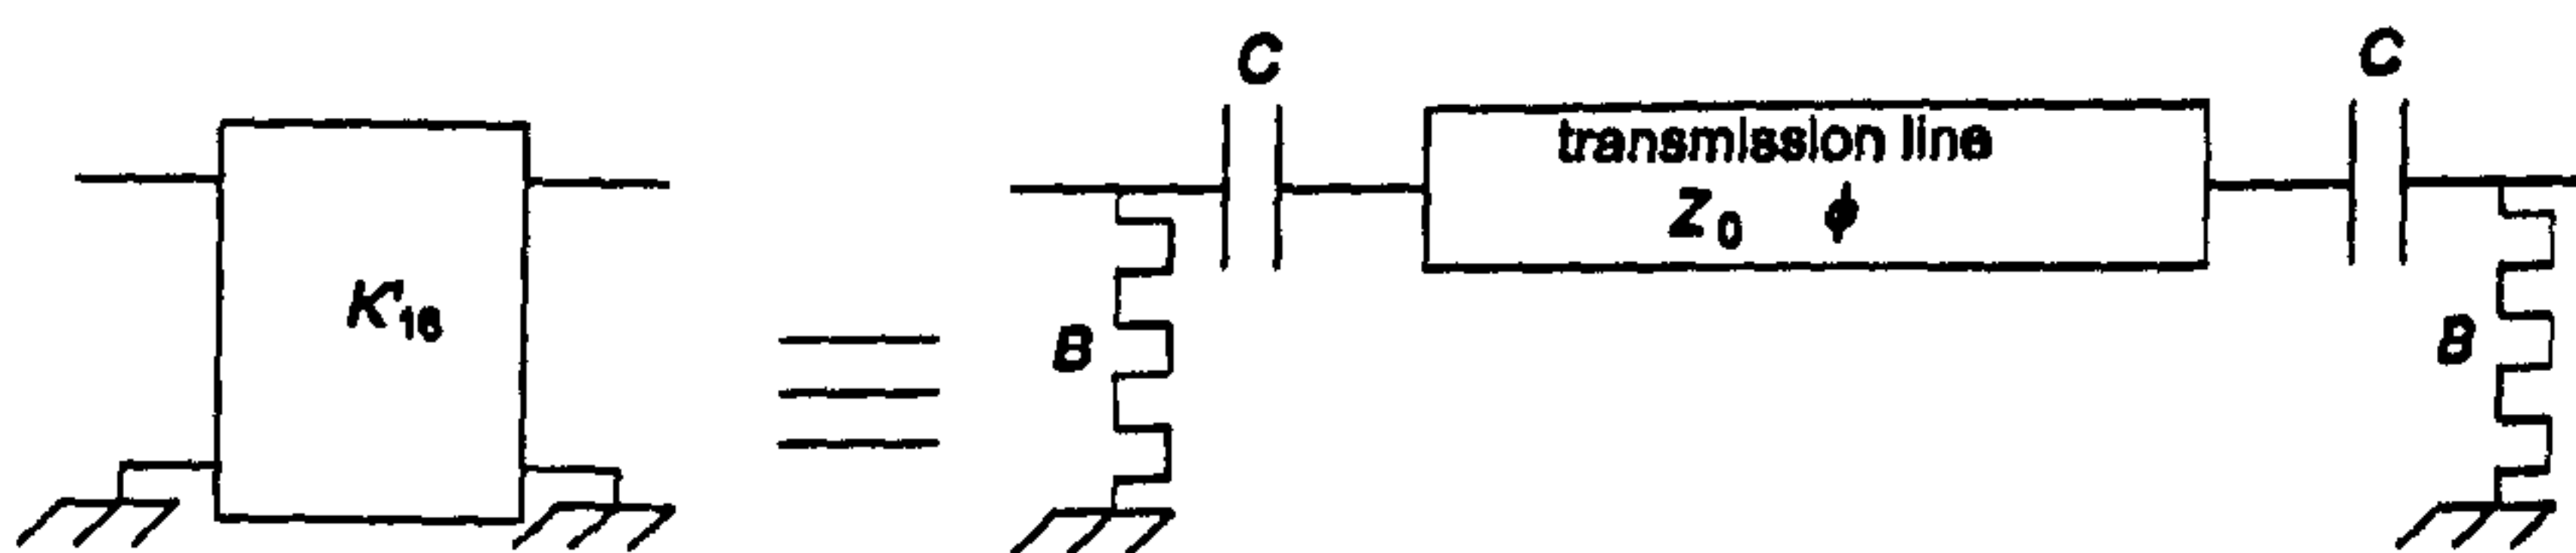 C
C
transmission line
Z0 ϕ
K'16
B
B